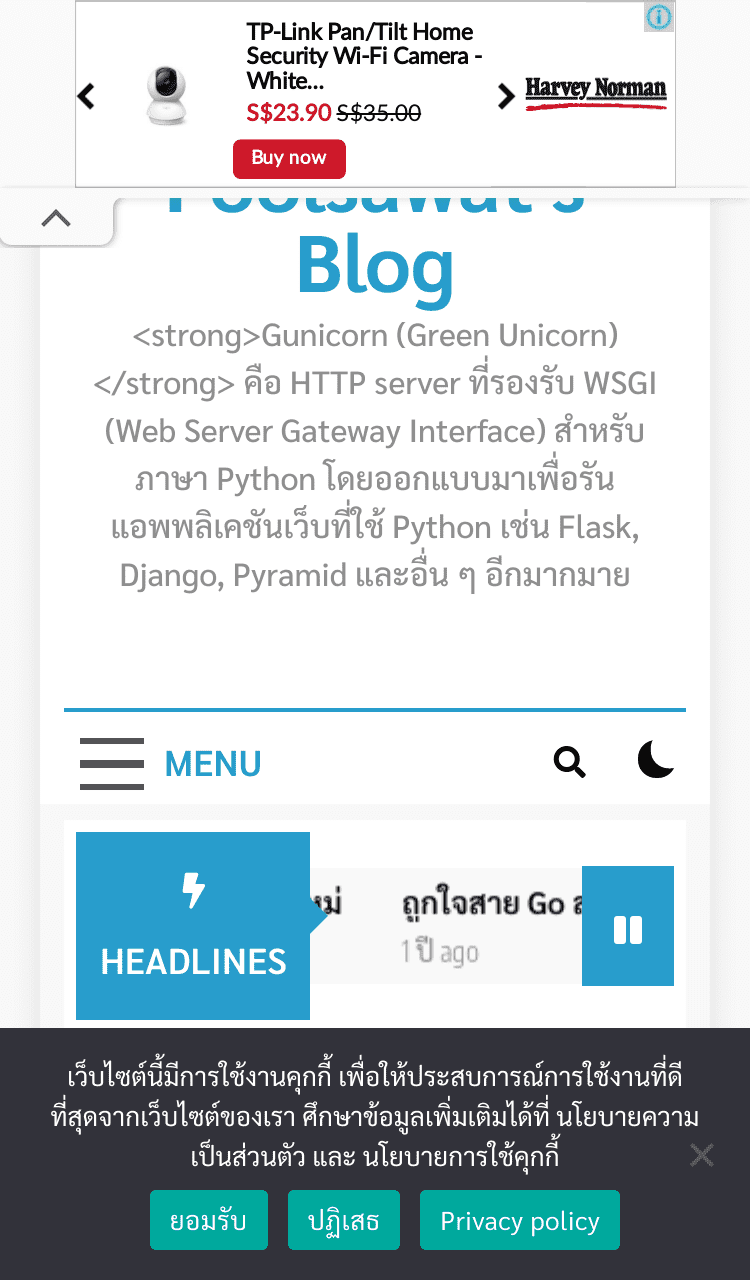 TP-Link Pan/Tilt Home
Security Wi-Fi Camera -
White...
S$23.90 S$35.00
Buy now
Harvey Norman
Blog
<strong>Gunicorn (Green Unicorn)
</strong> คือ HTTP server ที่รองรับ WSGI
(Web Server Gateway Interface) สำหรับ
ภาษา Python โดยออกแบบมาเพื่อรัน
แอพพลิเคชันเว็บที่ใช้ Python เช่น Flask,
Django, Pyramid และอื่น ๆ อีกมากมาย
MENU
HEADLINES
ถูกใจสาย Go
1 ปี ago
เว็บไซต์นี้มีการใช้งานคุกกี้ เพื่อให้ประสบการณ์การใช้งานที่ดี
ที่สุดจากเว็บไซต์ของเรา ศึกษาข้อมูลเพิ่มเติมได้ที่ นโยบายความ
เป็นส่วนตัว และ นโยบายการใช้คุกกี้
ยอมรับ
ปฏิเสธ
Privacy policy